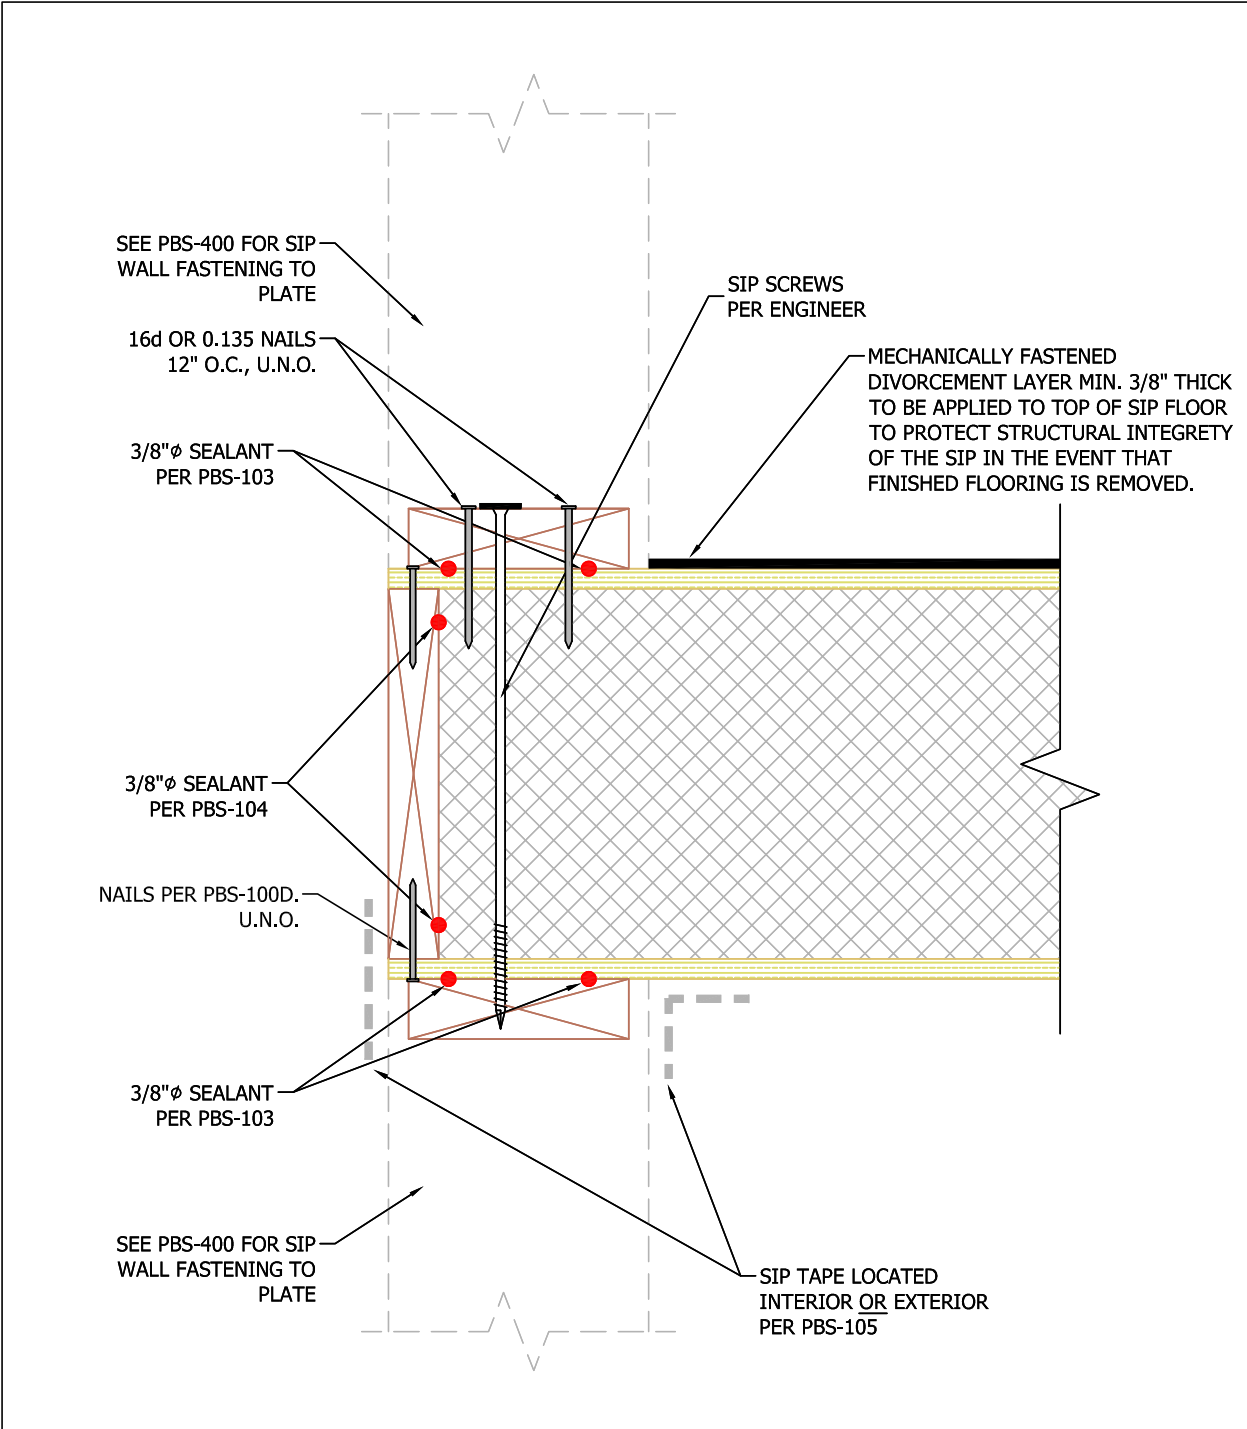 SEE PBS-400 FOR SIP
WALL FASTENING TO
PLATE
16d OR 0.135 NAILS
12" O.C., U.N.O.
3/8"ϕ SEALANT
PER PBS-103
SIP SCREWS
PER ENGINEER
MECHANICALLY FASTENED
DIVORCEMENT LAYER MIN. 3/8" THICK
TO BE APPLIED TO TOP OF SIP FLOOR
TO PROTECT STRUCTURAL INTEGRETY
OF THE SIP IN THE EVENT THAT
FINISHED FLOORING IS REMOVED.
3/8"ϕ SEALANT
PER PBS-104
NAILS PER PBS-100D.
U.N.O.
3/8"ϕ SEALANT
PER PBS-103
SEE PBS-400 FOR SIP
WALL FASTENING TO
PLATE
SIP TAPE LOCATED
INTERIOR OR EXTERIOR
PER PBS-105